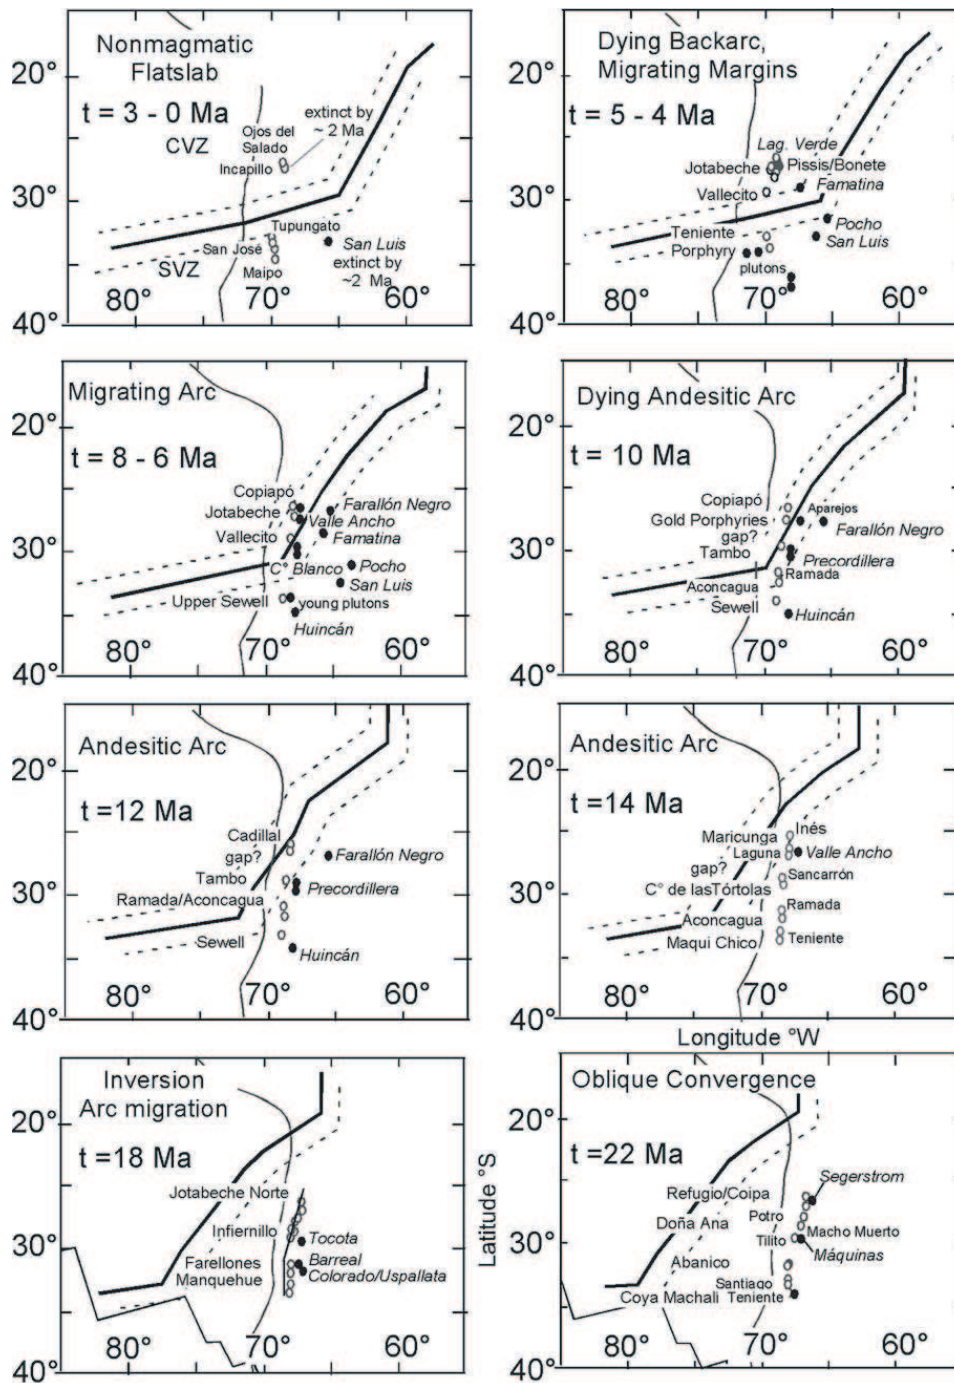 Nonmagmatic
Flatslab
t = 3 - 0 Ma
CVZ
Ojos del
Salado
extinct by
~ 2 Ma
Incapillo
Tupungato
San José
San Luis
extinct by
~2 Ma
SVZ
Maipo
20°
30°
40°
80°
70°
60°
Dying Backarc,
Migrating Margins
t = 5 - 4 Ma
Lag. Verde
Jotabeche
Pissis/Bonete
Famatina
Vallecito
Pocho
Teniente
San Luis
Porphyry
plutons
20°
30°
40°
80°
70°
60°
Migrating Arc
t = 8 - 6 Ma
Copiapó
Farallón Negro
Jotabeche
Valle Ancho
Vallecito
Famatina
C° Blanco
Pocho
San Luis
Upper Sewell
young plutons
Huincán
20°
30°
40°
80°
70°
60°
Dying Andesitic Arc
t = 10 Ma
Copiapó
Aparejos
Gold Porphyries
Farallón Negro
gap?
Tambo
Precordillera
Ramada
Aconcagua
Sewell
Huincán
20°
30°
40°
80°
70°
60°
Andesitic Arc
t =12 Ma
Cadillal
gap?
Farallón Negro
Tambo
Precordillera
Ramada/Aconcagua
Sewell
Huincán
20°
30°
40°
80°
70°
60°
Andesitic Arc
t =14 Ma
Inés
Maricunga
Laguna
Valle Ancho
gap?
Sancarrón
C° de lasTórtolas
Ramada
Aconcagua
Maqui Chico
Teniente
20°
30°
40°
80°
70°
60°
Longitude °W
Inversion
Arc migration
t =18 Ma
Jotabeche Norte
Infiernillo
Tocota
Farellones
Barreal
Manquehue
Colorado/Uspallata
20°
30°
40°
80°
70°
60°
Latitude °S
Oblique Convergence
t =22 Ma
Segerstrom
Refugio/Coipa
Potro
Doña Ana
Macho Muerto
Tilito
Máquinas
Abanico
Santiago
Coya Machali
Teniente
20°
30°
40°
80°
70°
60°